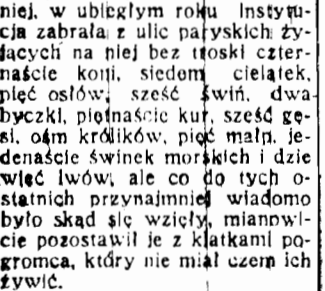 niej, w ubiegłym roku Instytu-
cja zabrała z ulic paryskich ży-
jących na niej bez troski czter-
naście koni, siedem cielątek,
pięć osłów, sześć świń, dwa
byczki, piętnaście kur, sześć gę-
si, ośm królików, pięć małp, je-
denaście świnek morskich i dzie
więć lwów, ale co do tych o-
statnich przynajmniej wiadomo
było skąd się wzięły, mianowi-
cie pozostawił je z klatkami po-
gromca, który nie miał czem ich
żywić.